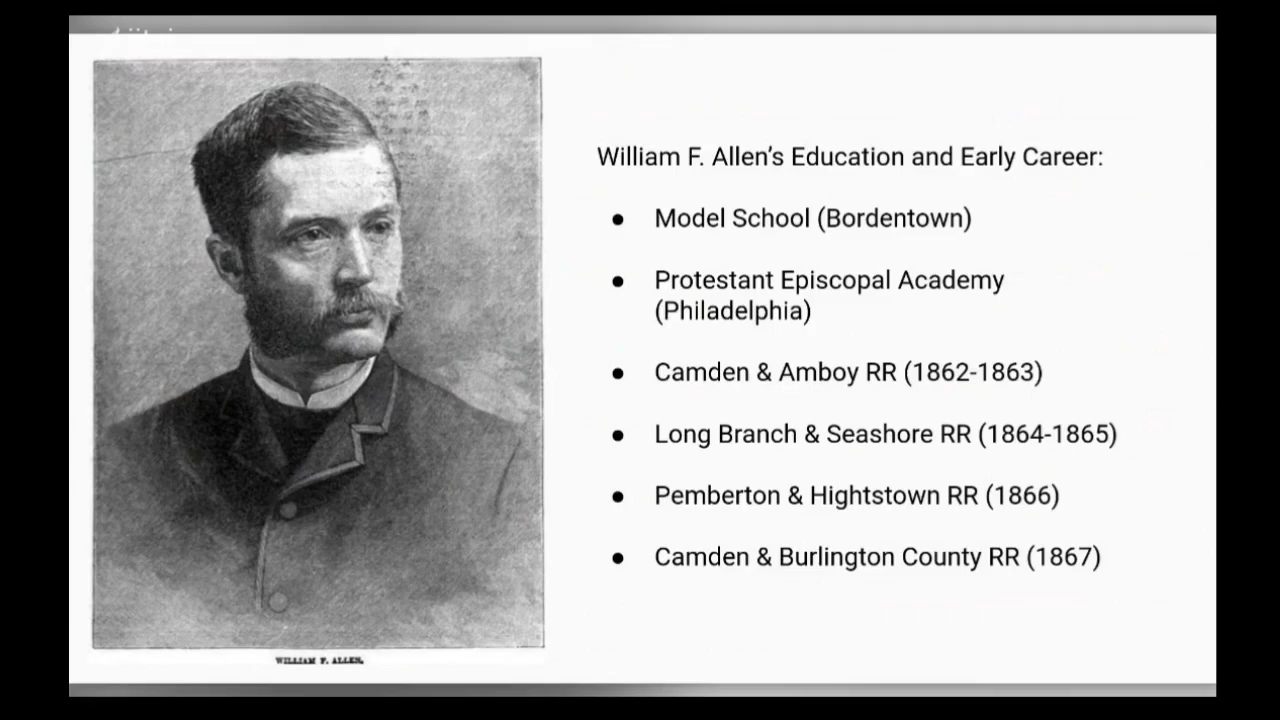 William F. Allen’s Education and Early Career:
● Model School (Bordentown)
● Protestant Episcopal Academy
(Philadelphia)
● Camden & Amboy RR (1862-1863)
● Long Branch & Seashore RR (1864-1865)
● Pemberton & Hightstown RR (1866)
● Camden & Burlington County RR (1867)
WILLIAM F. ALLEN.